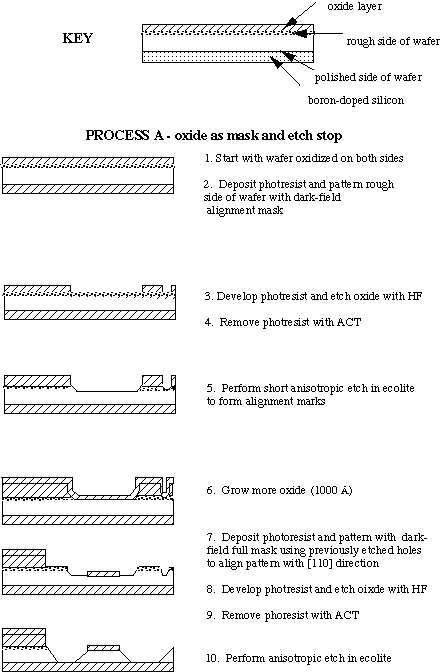 oxide layer
KEY
rough side of wafer
polished side of wafer
boron-doped silicon
PROCESS A - oxide as mask and etch stop
1. Start with wafer oxidized on both sides
2. Deposit photresist and pattern rough
side of wafer with dark-field
alignment mask
3. Develop photresist and etch oxide with HF
4. Remove photresist with ACT
5. Perform short anisotropic etch in ecolite
to form alignment marks
6. Grow more oxide (1000 Å)
7. Deposit photoresist and pattern with dark-
field full mask using previously etched holes
to align pattern with [110] direction
8. Develop photresist and etch oixde with HF
9. Remove phoresist with ACT
10. Perform anisotropic etch in ecolite